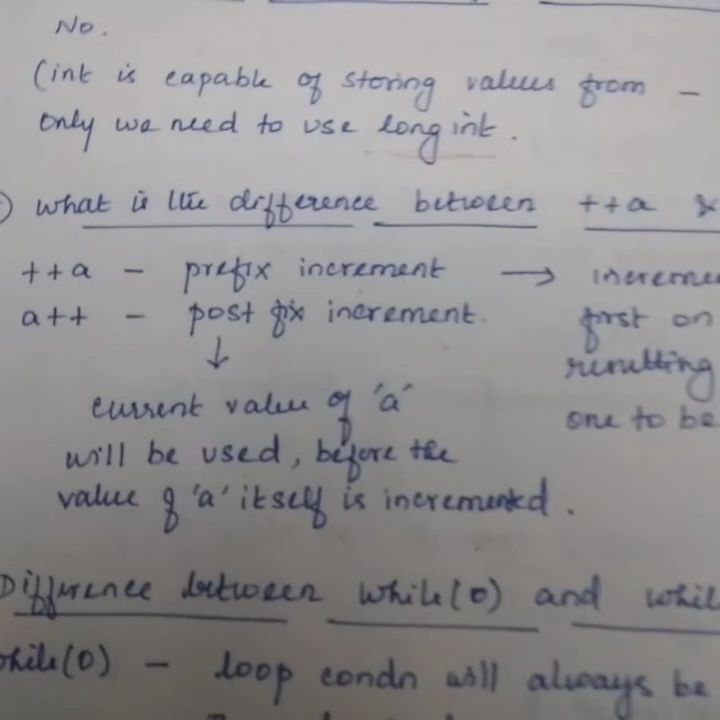 No.
(int is capable of storing values from -
only we need to use long int.
what is the difference between ++a &
++a - prefix increment → increme
a++ - post fix increment. first on
↓ resulting
current value of 'a' one to be
will be used, before the
value of 'a' itself is incremented.
Difference between while(0) and whil
while(0) - loop condn will always be